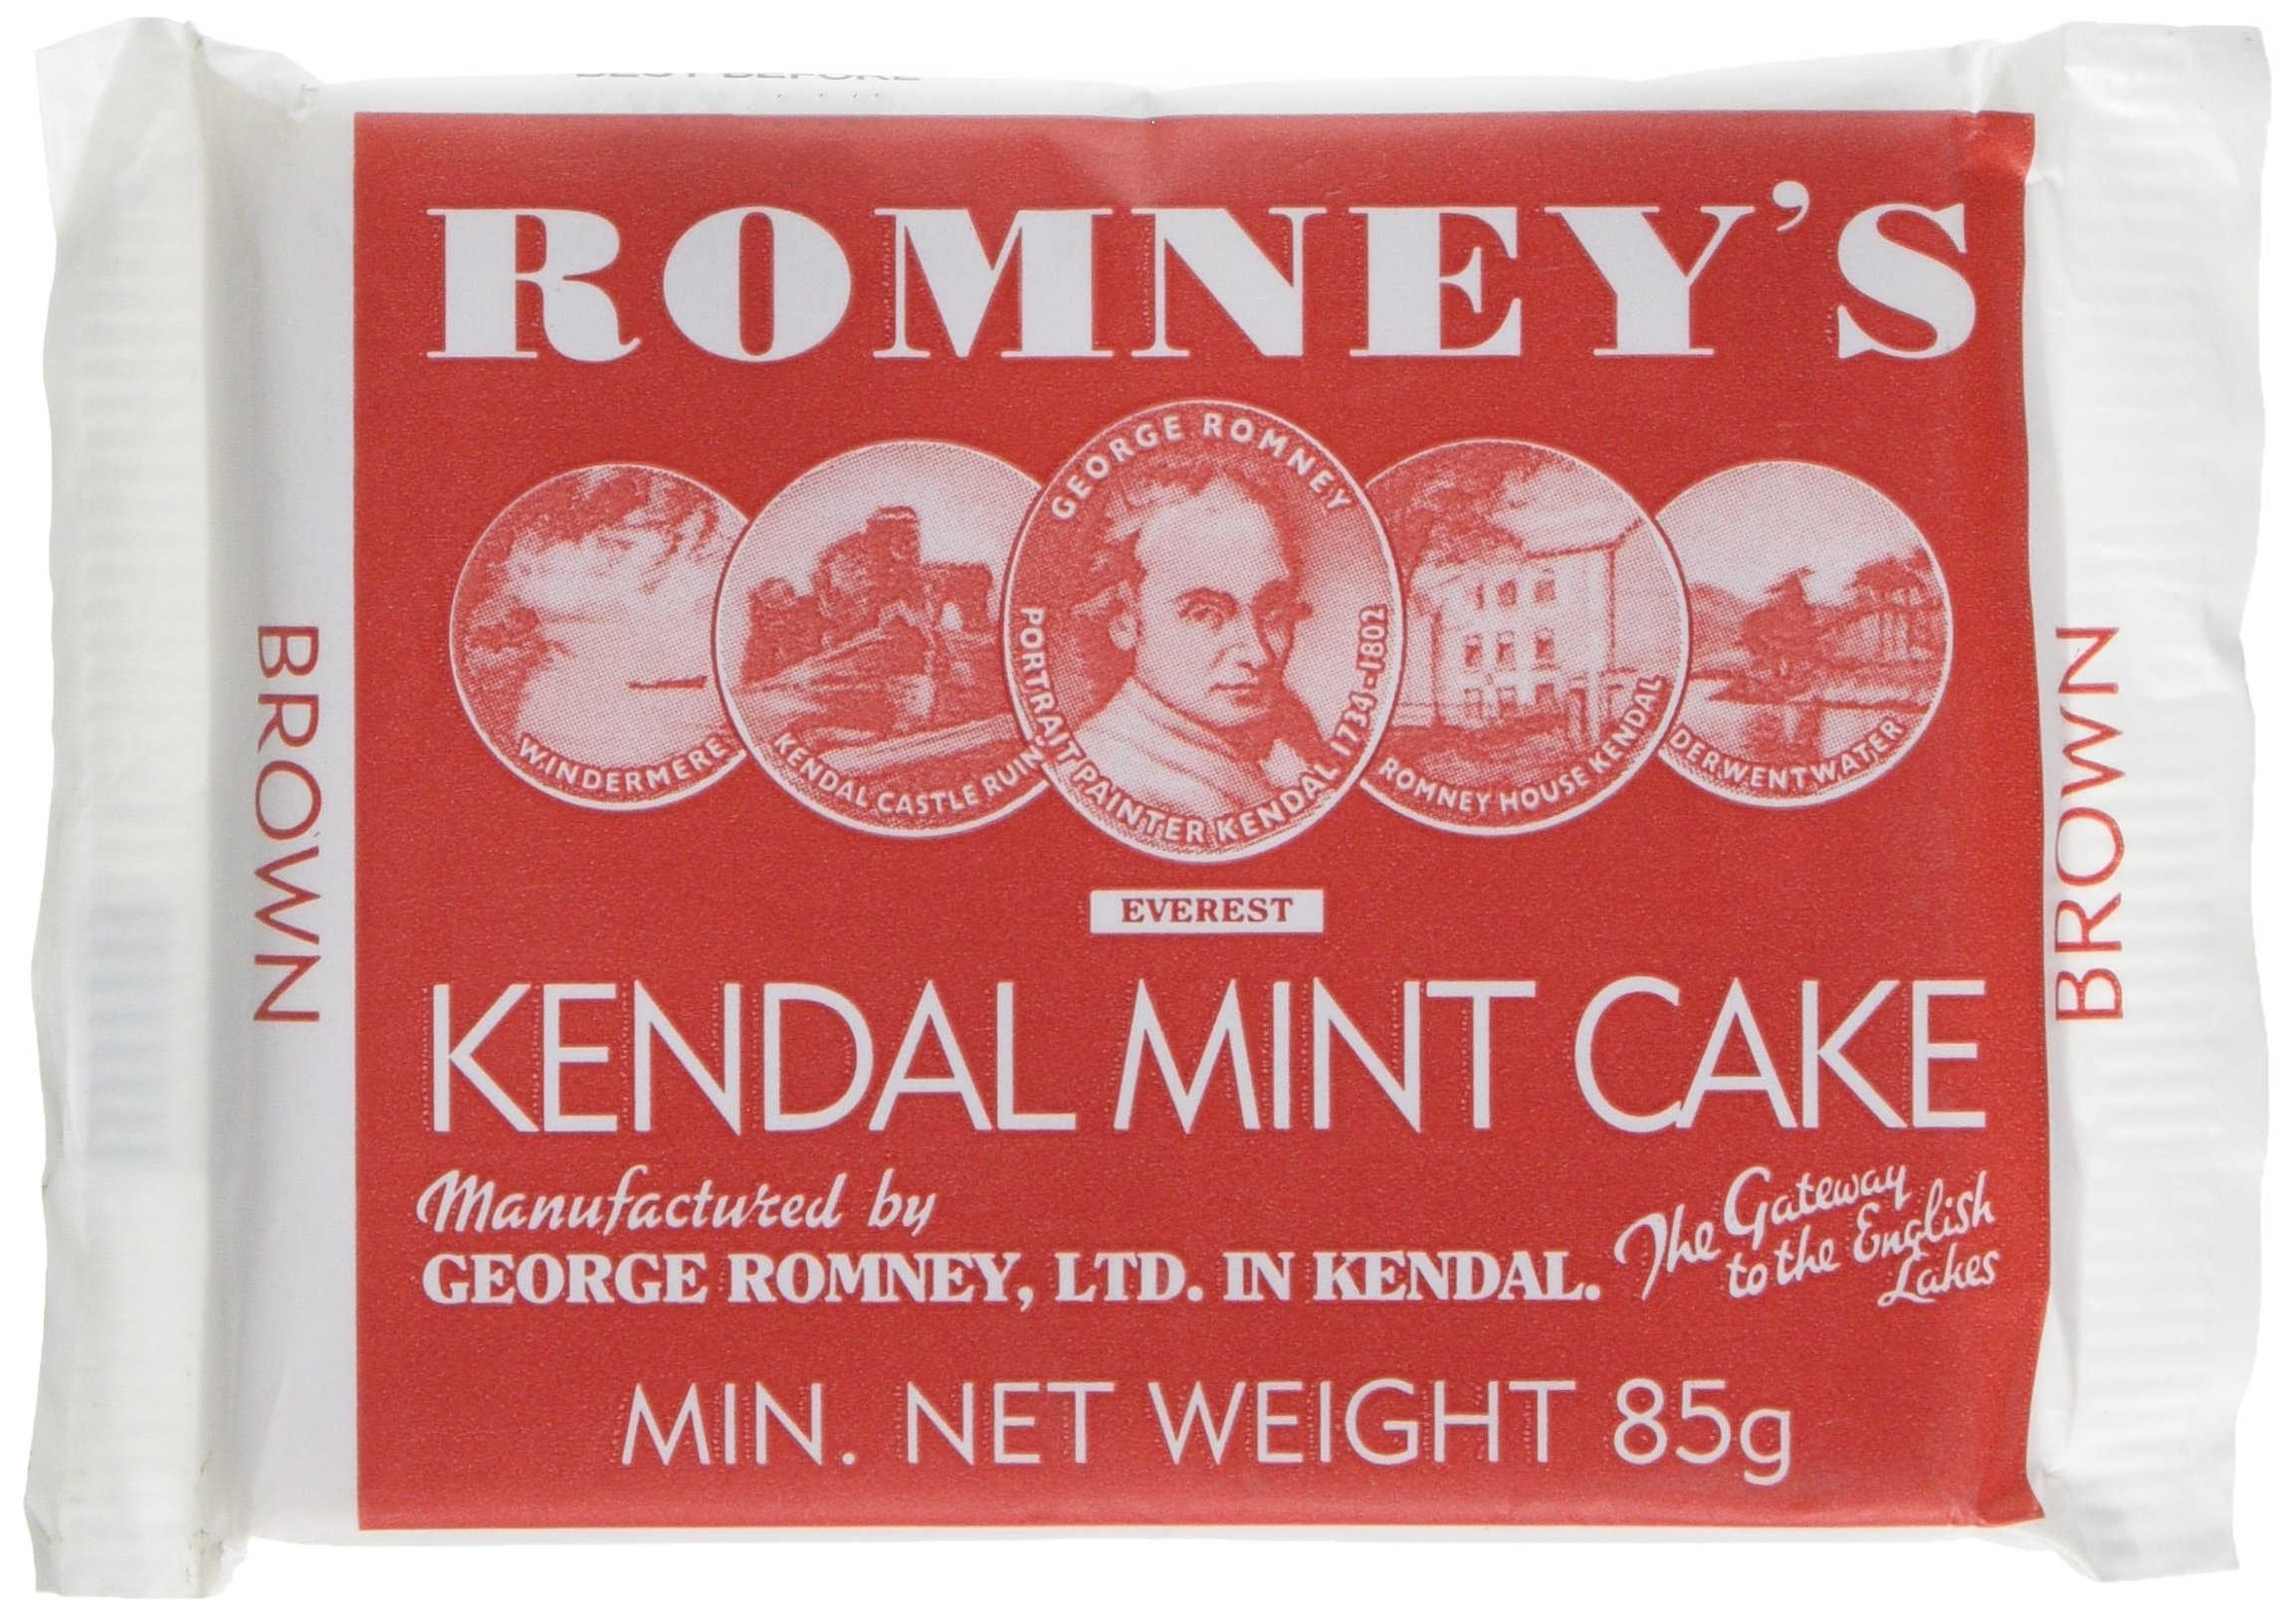 BEST BEFORE
ROMNEY'S
GEORGE ROMNEY
PORTRAIT PAINTER KENDAL 1734-1802
WINDERMERE
KENDAL CASTLE RUIN
ROMNEY HOUSE KENDAL
DERWENTWATER
BROWN
BROWN
EVEREST
KENDAL MINT CAKE
Manufactured by
GEORGE ROMNEY, LTD. IN KENDAL.
The Gateway
to the English
Lakes
MIN. NET WEIGHT 85g